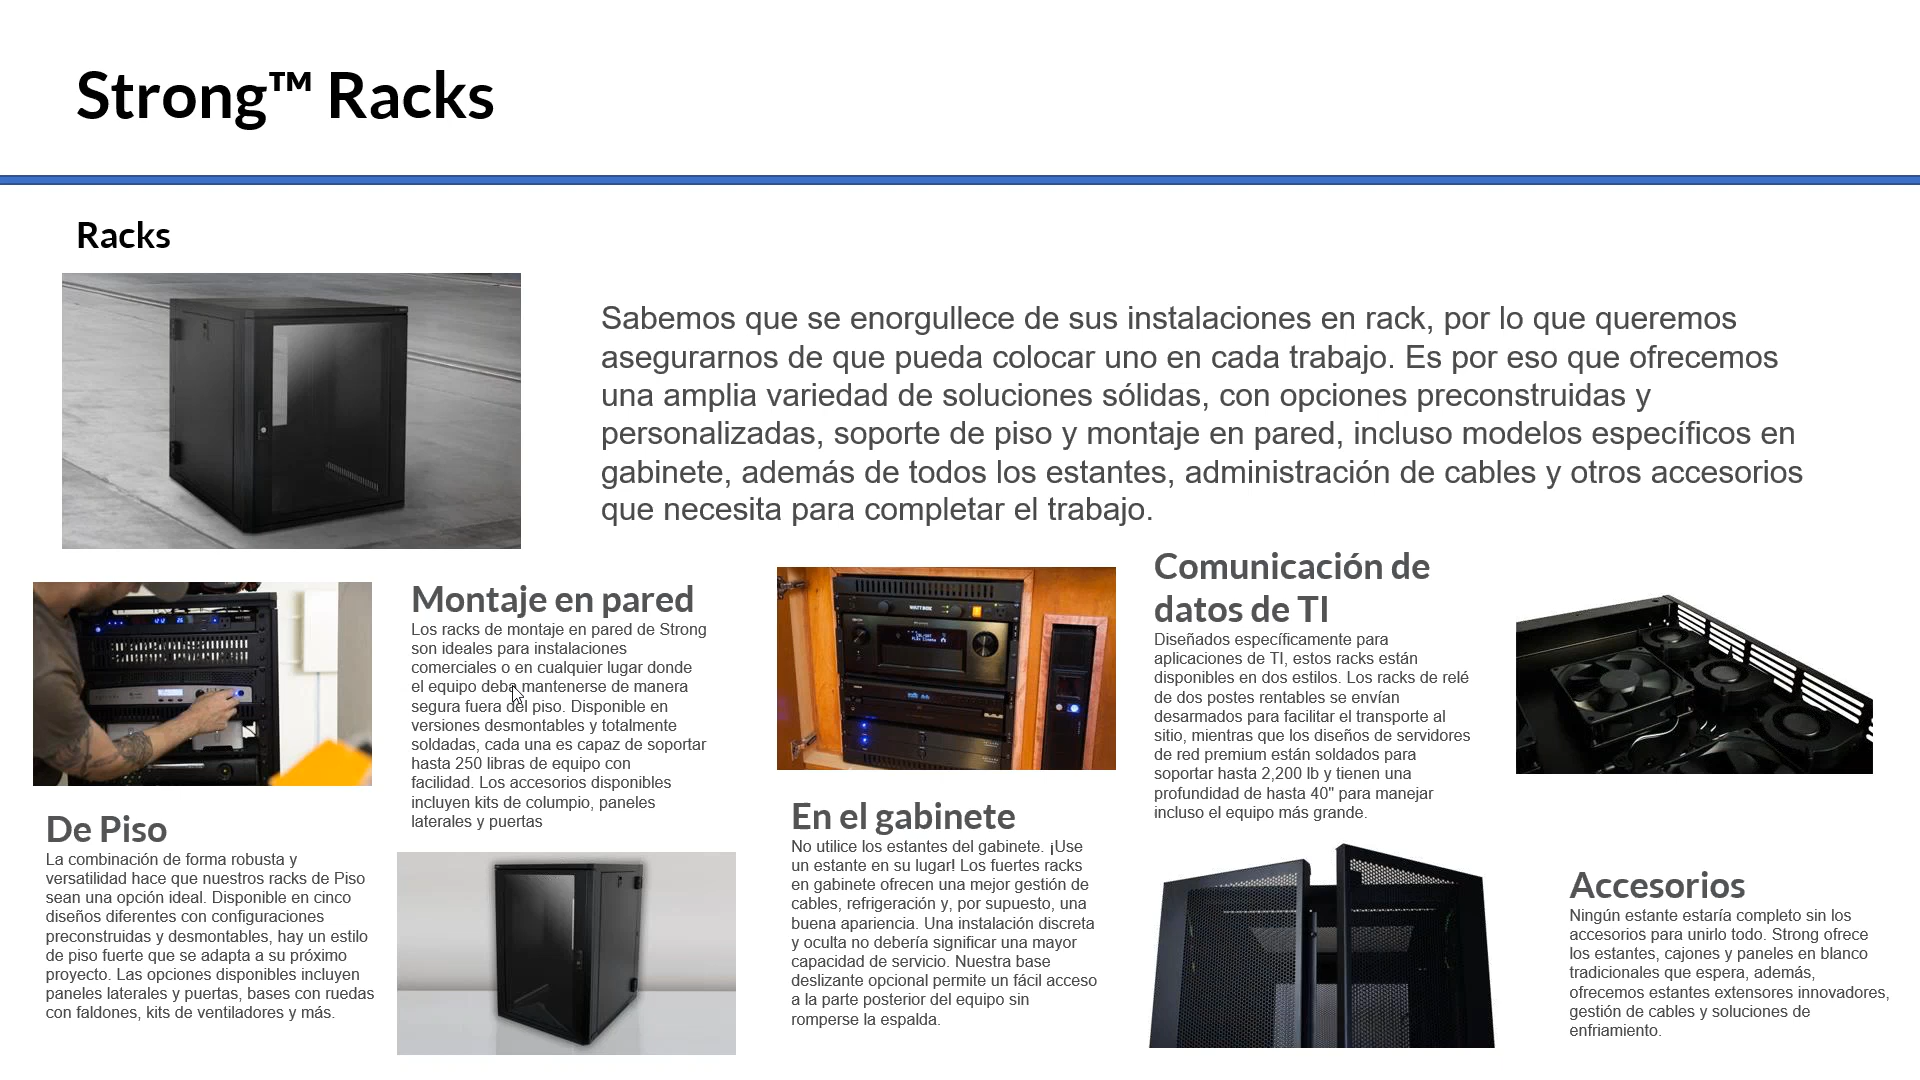 Strong™ Racks
Racks
Sabemos que se enorgullece de sus instalaciones en rack, por lo que queremos
asegurarnos de que pueda colocar uno en cada trabajo. Es por eso que ofrecemos
una amplia variedad de soluciones sólidas, con opciones preconstruidas y
personalizadas, soporte de piso y montaje en pared, incluso modelos específicos en
gabinete, además de todos los estantes, administración de cables y otros accesorios
que necesita para completar el trabajo.
De Piso
La combinación de forma robusta y
versatilidad hace que nuestros racks de Piso
sean una opción ideal. Disponible en cinco
diseños diferentes con configuraciones
preconstruidas y desmontables, hay un estilo
de piso fuerte que se adapta a su próximo
proyecto. Las opciones disponibles incluyen
paneles laterales y puertas, bases con ruedas
con faldones, kits de ventiladores y más.
Montaje en pared
Los racks de montaje en pared de Strong
son ideales para instalaciones
comerciales o en cualquier lugar donde
el equipo deba mantenerse de manera
segura fuera del piso. Disponible en
versiones desmontables y totalmente
soldadas, cada una es capaz de soportar
hasta 250 libras de equipo con
facilidad. Los accesorios disponibles
incluyen kits de columpio, paneles
laterales y puertas
WATTBOX
En el gabinete
No utilice los estantes del gabinete. ¡Use
un estante en su lugar! Los fuertes racks
en gabinete ofrecen una mejor gestión de
cables, refrigeración y, por supuesto, una
buena apariencia. Una instalación discreta
y oculta no debería significar una mayor
capacidad de servicio. Nuestra base
deslizante opcional permite un fácil acceso
a la parte posterior del equipo sin
romperse la espalda.
Comunicación de
datos de TI
Diseñados específicamente para
aplicaciones de TI, estos racks están
disponibles en dos estilos. Los racks de relé
de dos postes rentables se envían
desarmados para facilitar el transporte al
sitio, mientras que los diseños de servidores
de red premium están soldados para
soportar hasta 2,200 lb y tienen una
profundidad de hasta 40" para manejar
incluso el equipo más grande.
Accesorios
Ningún estante estaría completo sin los
accesorios para unirlo todo. Strong ofrece
los estantes, cajones y paneles en blanco
tradicionales que espera, además,
ofrecemos estantes extensores innovadores,
gestión de cables y soluciones de
enfriamiento.